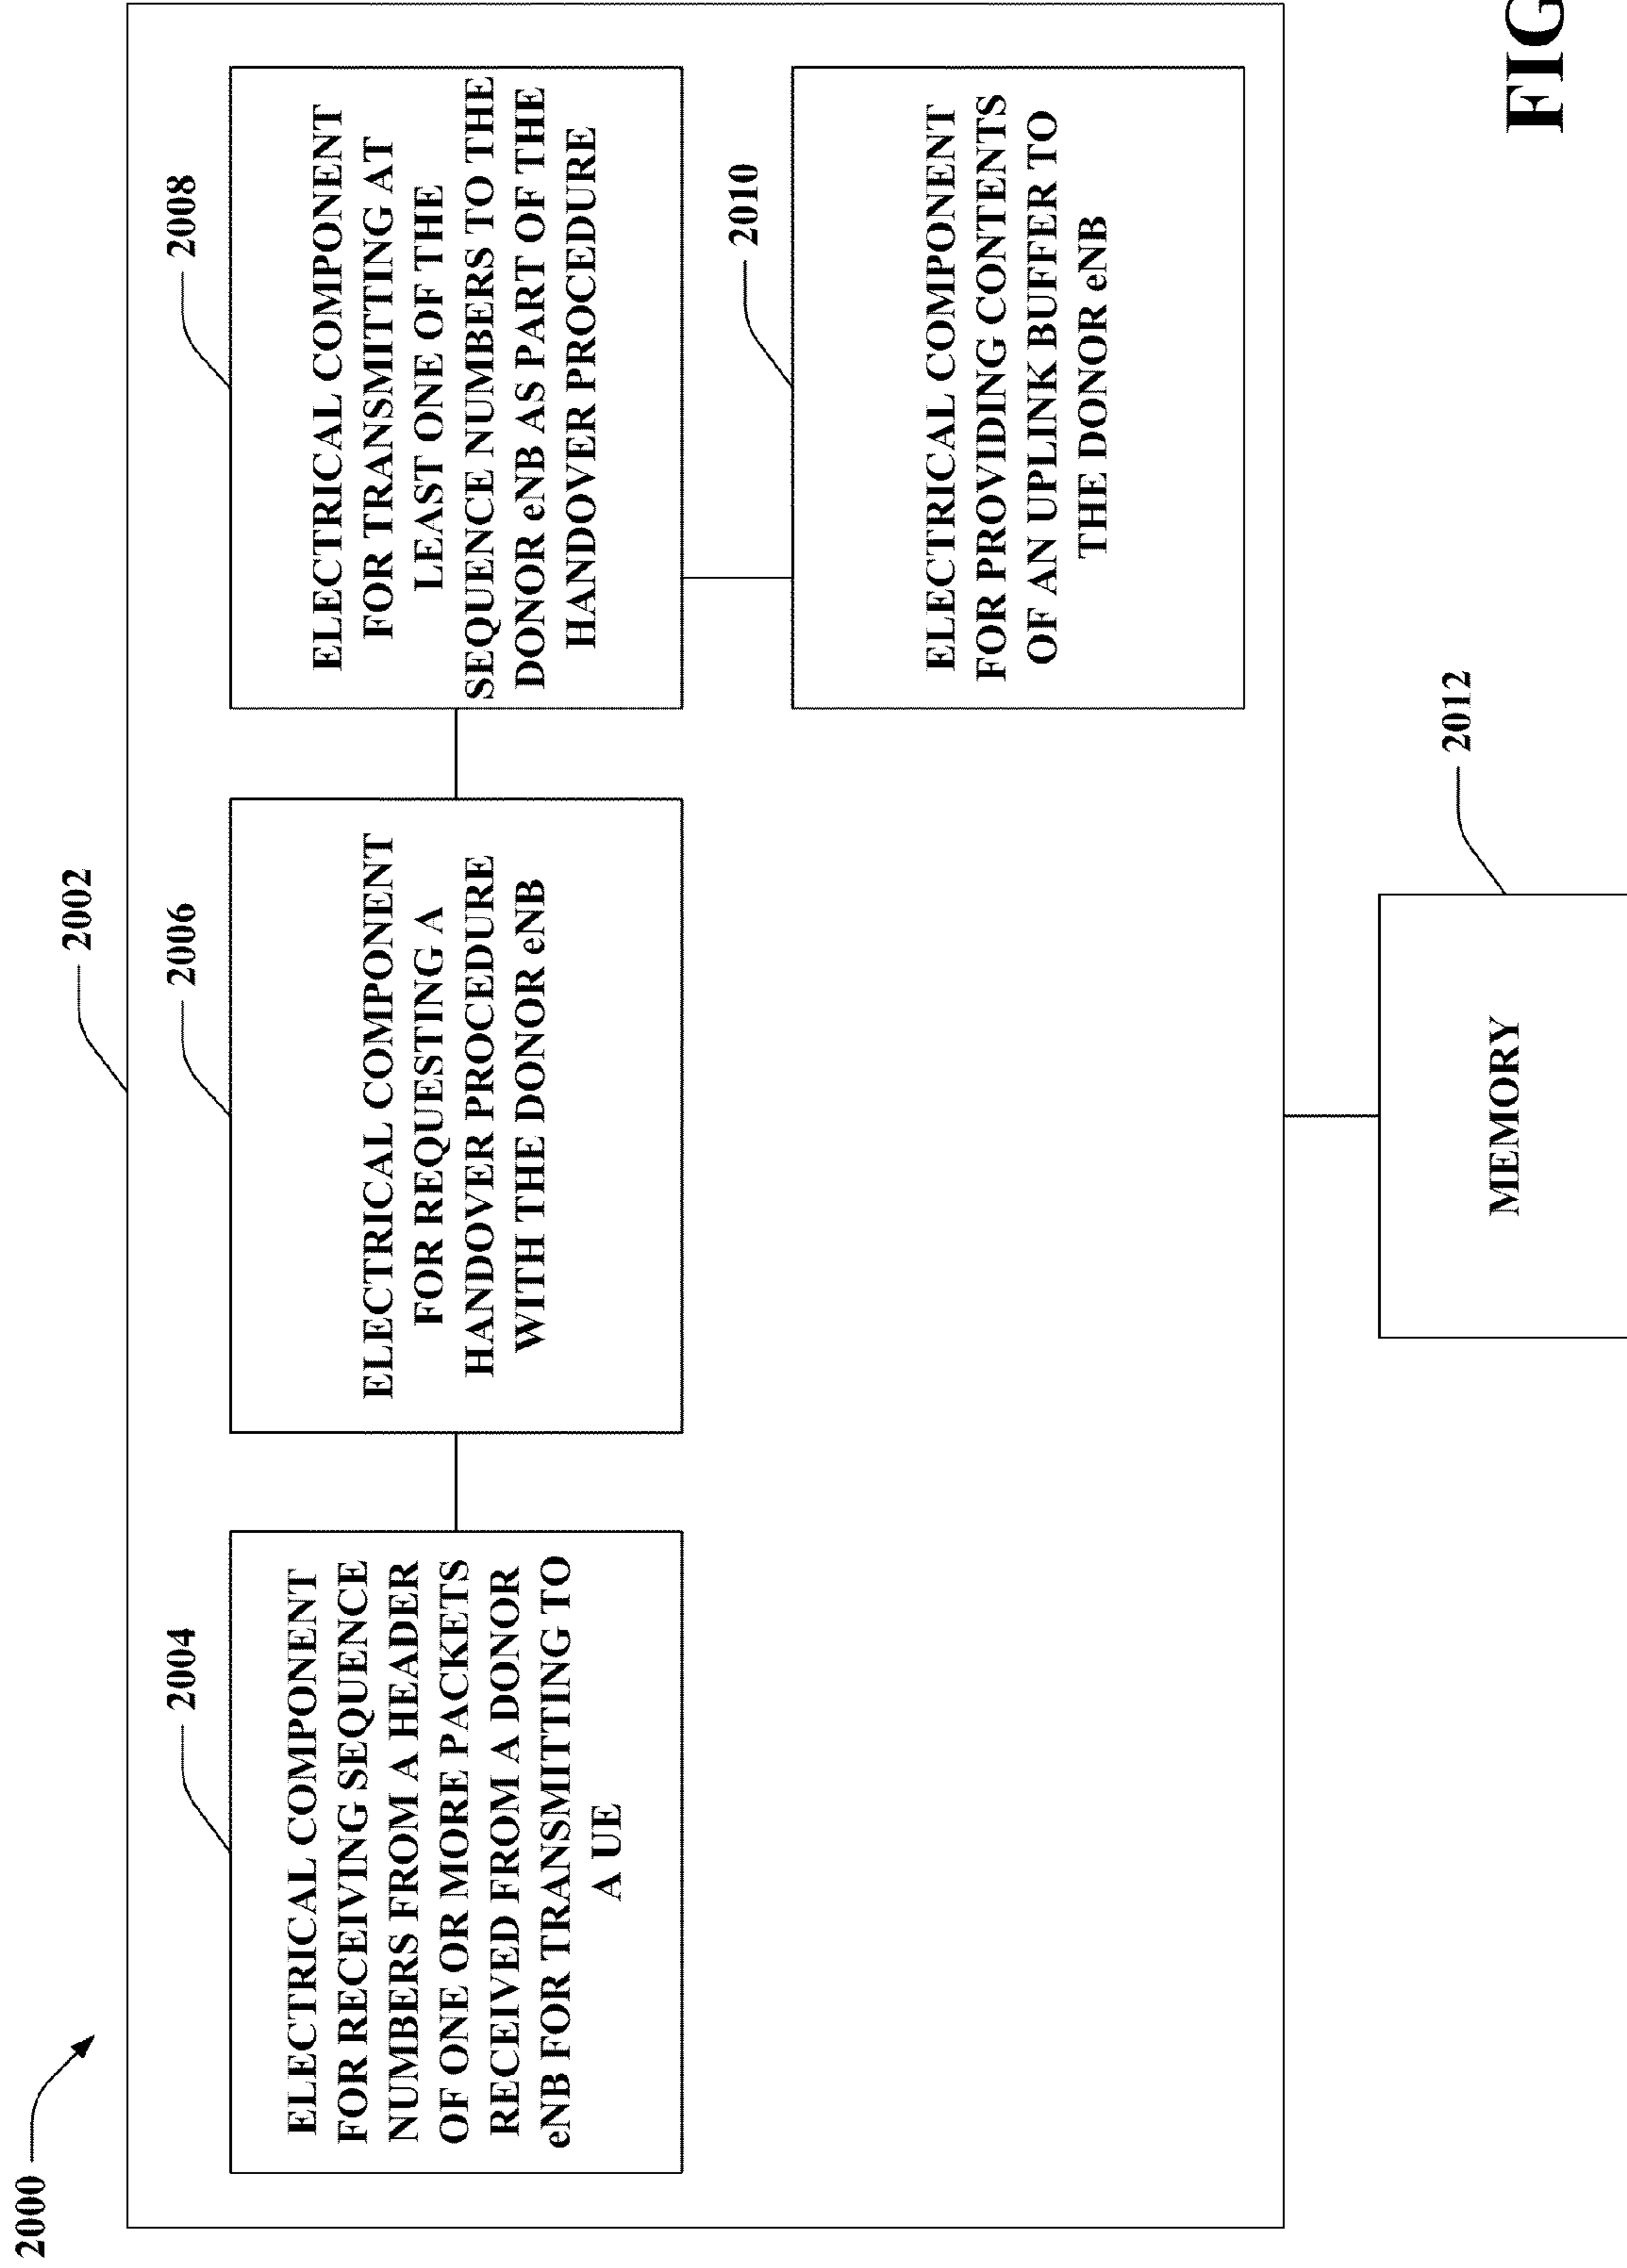 2000
2002
2004
ELECTRICAL COMPONENT
FOR RECEIVING SEQUENCE
NUMBERS FROM A HEADER
OF ONE OR MORE PACKETS
RECEIVED FROM A DONOR
eNB FOR TRANSMITTING TO
A UE
2006
ELECTRICAL COMPONENT
FOR REQUESTING A
HANDOVER PROCEDURE
WITH THE DONOR eNB
2008
ELECTRICAL COMPONENT
FOR TRANSMITTING AT
LEAST ONE OF THE
SEQUENCE NUMBERS TO THE
DONOR eNB AS PART OF THE
HANDOVER PROCEDURE
2010
ELECTRICAL COMPONENT
FOR PROVIDING CONTENTS
OF AN UPLINK BUFFER TO
THE DONOR eNB
2012
MEMORY
FIG